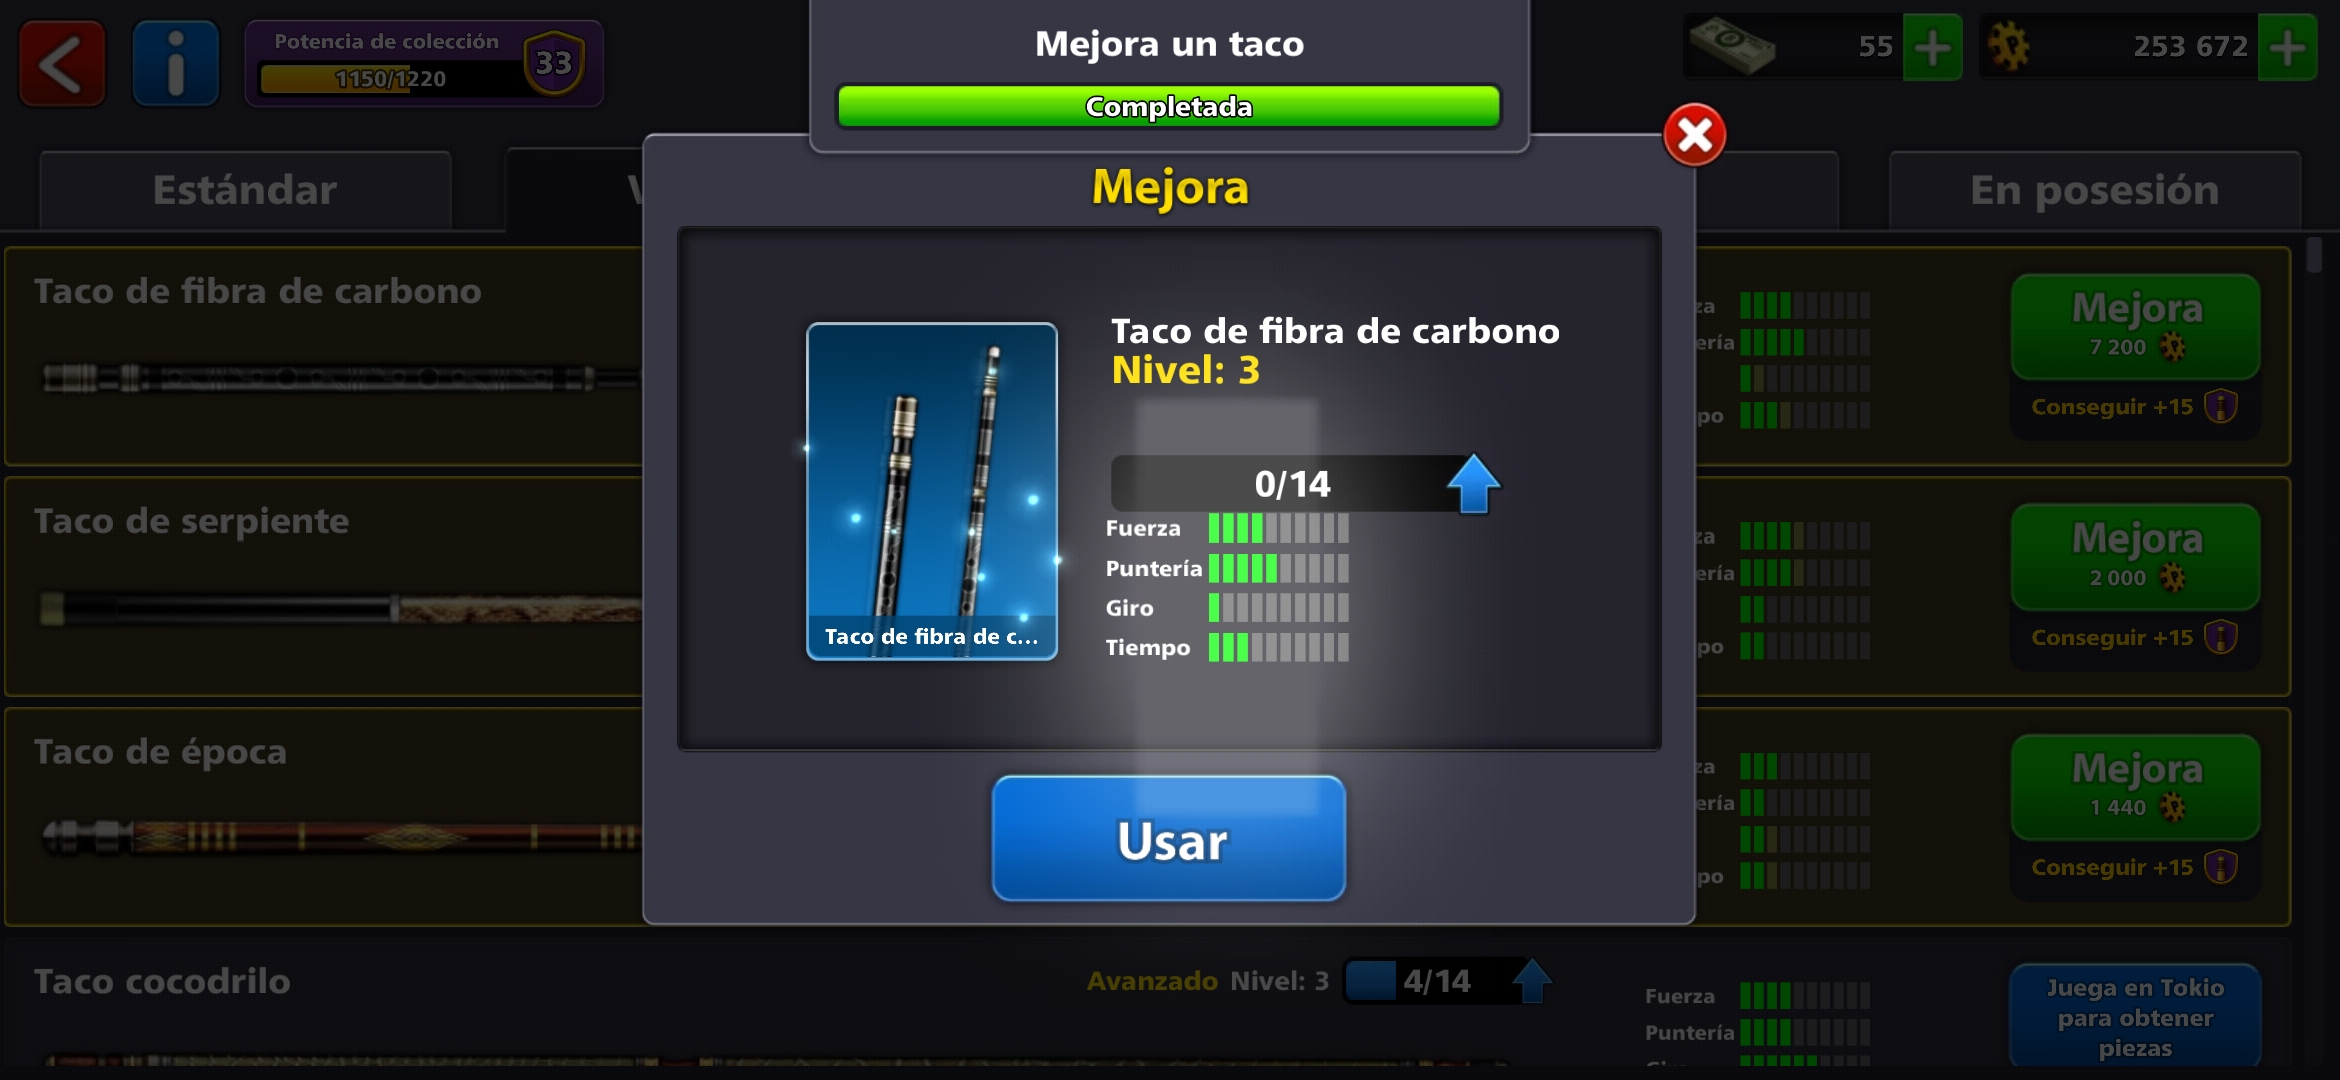 Potencia de colección
1150/1220
33
Mejora un taco
Completada
55
253 672
Estándar
En posesión
Mejora
Taco de fibra de carbono
Nivel: 3
0/14
Fuerza
Puntería
Giro
Tiempo
Taco de fibra de c...
Usar
Taco de fibra de carbono
Mejora
7 200
Conseguir +15
Taco de serpiente
Mejora
2 000
Conseguir +15
Taco de época
Mejora
1 440
Conseguir +15
Taco cocodrilo
Avanzado Nivel: 3
4/14
Fuerza
Puntería
Juega en Tokio
para obtener
piezas